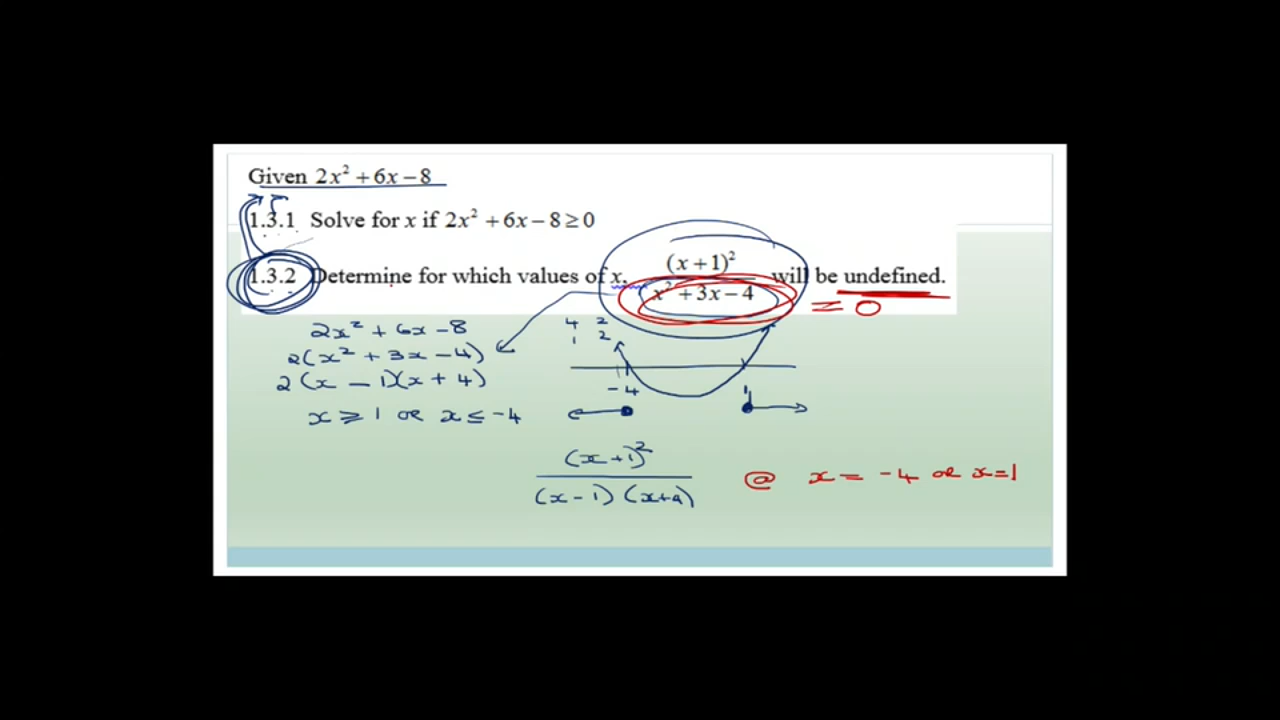 Given 2x² + 6x − 8
1.3.1 Solve for x if 2x² + 6x − 8 ≥ 0
1.3.2 Determine for which values of x. (x + 1)² / x² + 3x − 4 will be undefined.
= 0
2x² + 6x − 8
2(x² + 3x − 4)
2(x − 1)(x + 4)
x ≥ 1 or x ≤ −4
4 2
1 2
−4 1
(x + 1)²
(x − 1) (x + 4)
@ x = −4 or x = 1